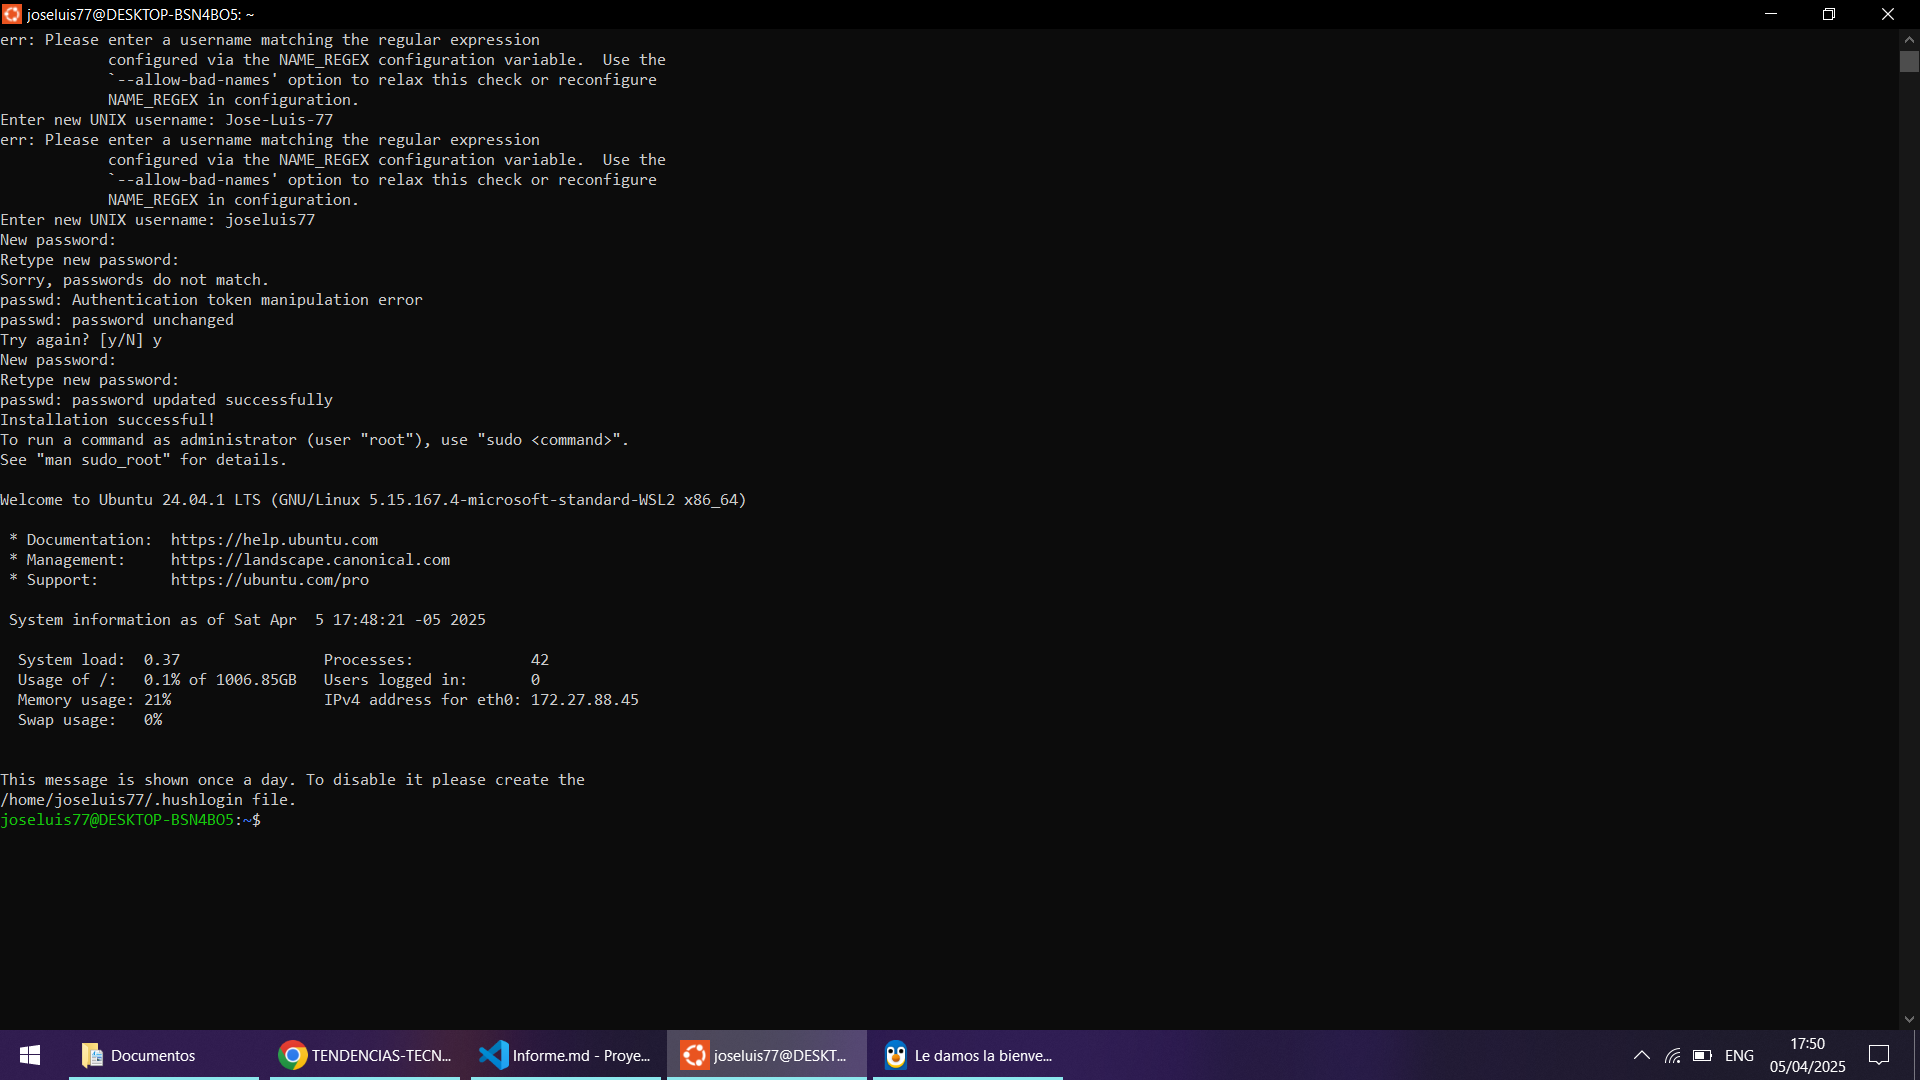 joseluis77@DESKTOP-BSN4BO5: ~
err: Please enter a username matching the regular expression
            configured via the NAME_REGEX configuration variable.  Use the
            `--allow-bad-names' option to relax this check or reconfigure
            NAME_REGEX in configuration.
Enter new UNIX username: Jose-Luis-77
err: Please enter a username matching the regular expression
            configured via the NAME_REGEX configuration variable.  Use the
            `--allow-bad-names' option to relax this check or reconfigure
            NAME_REGEX in configuration.
Enter new UNIX username: joseluis77
New password:
Retype new password:
Sorry, passwords do not match.
passwd: Authentication token manipulation error
passwd: password unchanged
Try again? [y/N] y
New password:
Retype new password:
passwd: password updated successfully
Installation successful!
To run a command as administrator (user "root"), use "sudo <command>".
See "man sudo_root" for details.

Welcome to Ubuntu 24.04.1 LTS (GNU/Linux 5.15.167.4-microsoft-standard-WSL2 x86_64)

 * Documentation:  https://help.ubuntu.com
 * Management:     https://landscape.canonical.com
 * Support:        https://ubuntu.com/pro

 System information as of Sat Apr  5 17:48:21 -05 2025

  System load:  0.37                Processes:             42
  Usage of /:   0.1% of 1006.85GB   Users logged in:       0
  Memory usage: 21%                 IPv4 address for eth0: 172.27.88.45
  Swap usage:   0%

This message is shown once a day. To disable it please create the
/home/joseluis77/.hushlogin file.
joseluis77@DESKTOP-BSN4BO5:~$
Documentos
TENDENCIAS-TECN...
Informe.md - Proye...
joseluis77@DESKT...
Le damos la bienve...
ENG
17:50
05/04/2025